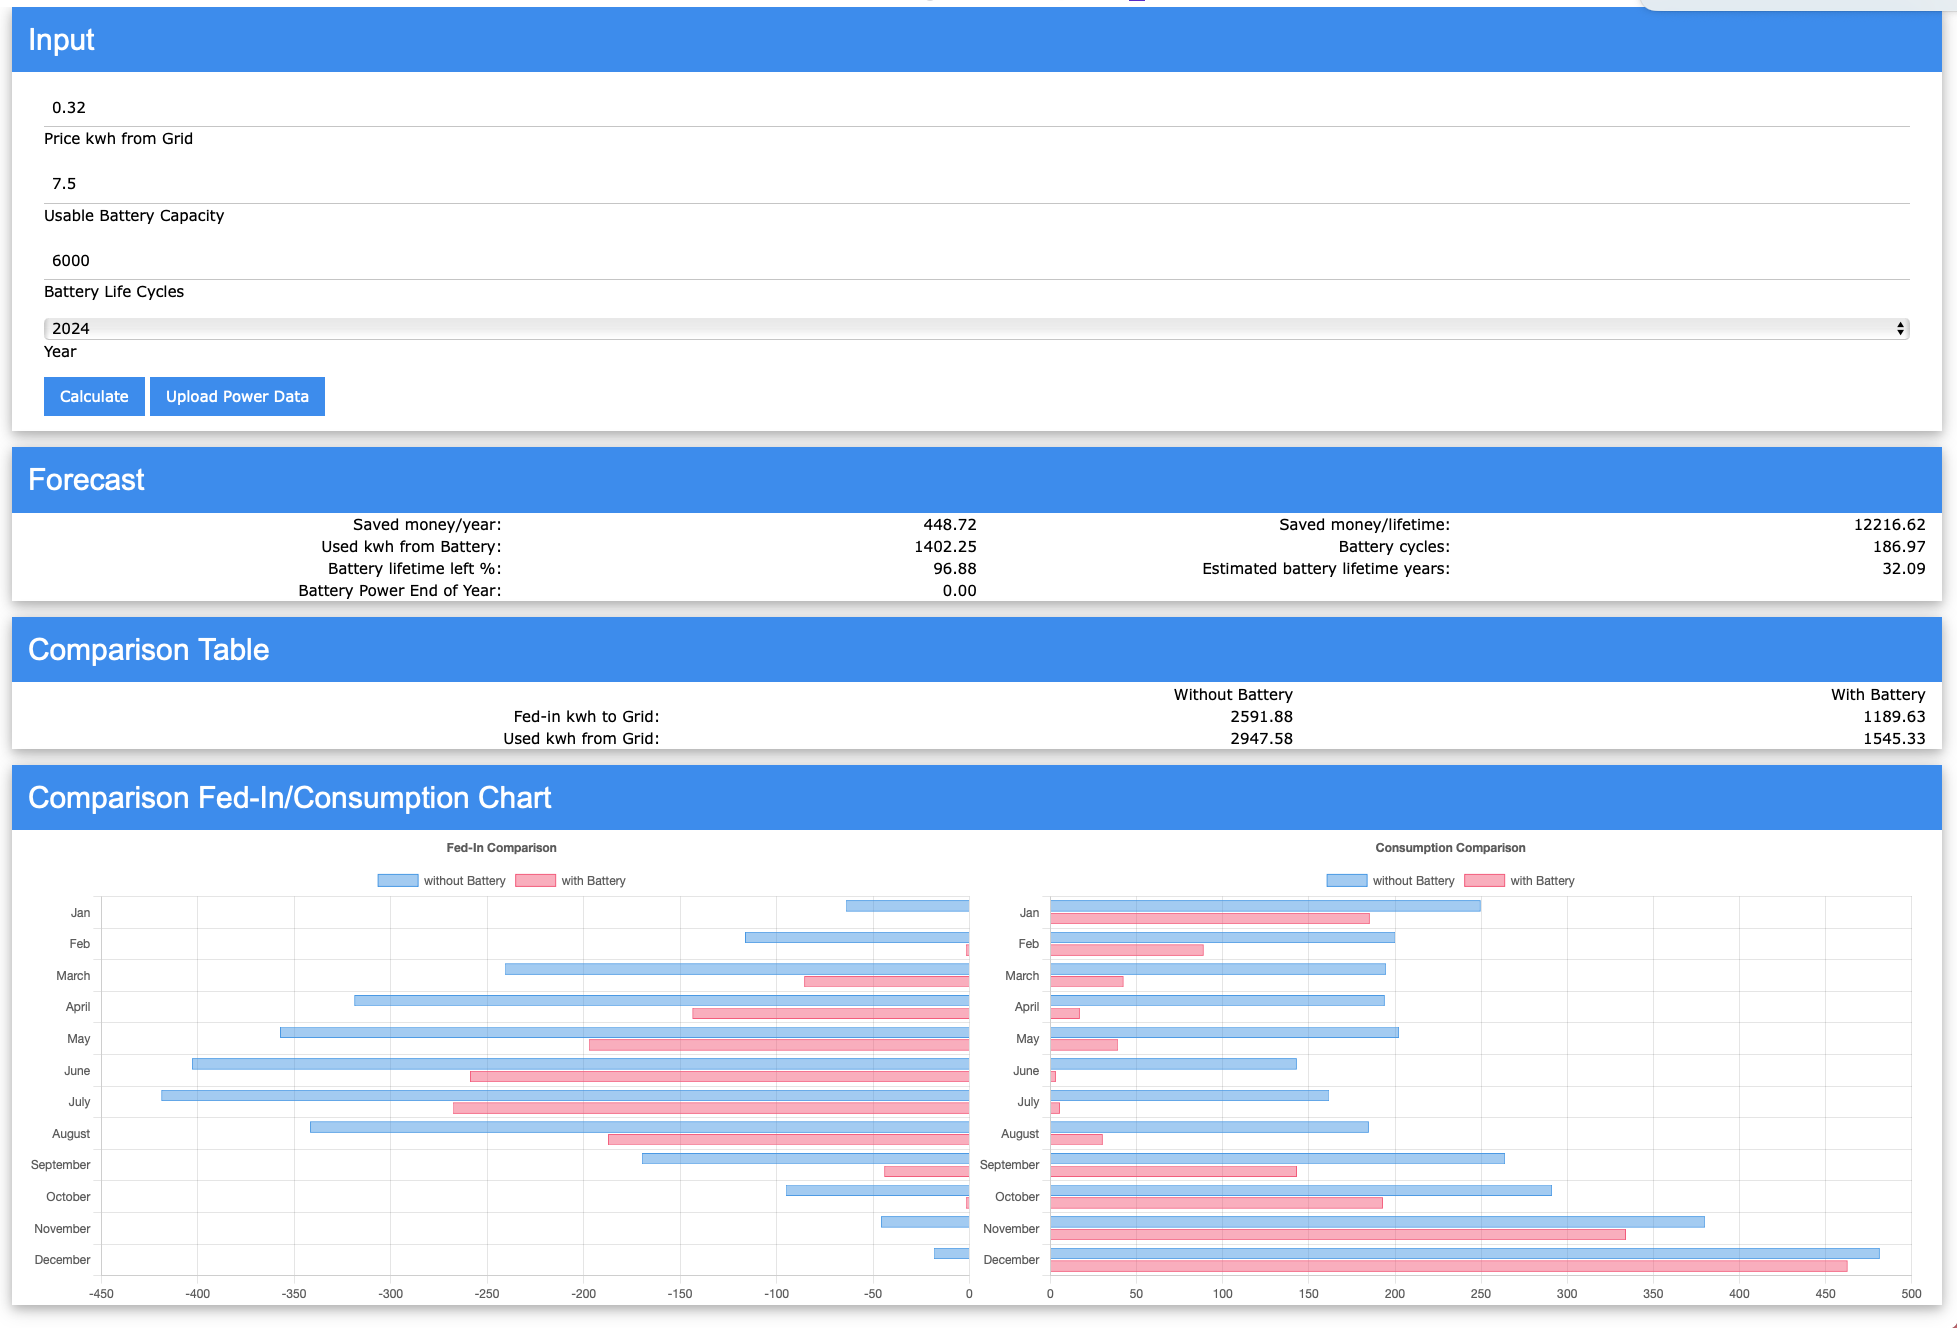 Input
0.32
Price kwh from Grid
7.5
Usable Battery Capacity
6000
Battery Life Cycles
2024
Year
Calculate Upload Power Data
Forecast
Saved money/year: 448.72 Saved money/lifetime: 12216.62
Used kwh from Battery: 1402.25 Battery cycles: 186.97
Battery lifetime left %: 96.88 Estimated battery lifetime years: 32.09
Battery Power End of Year: 0.00
Comparison Table
Without Battery With Battery
Fed-in kwh to Grid: 2591.88 1189.63
Used kwh from Grid: 2947.58 1545.33
Comparison Fed-In/Consumption Chart
Fed-In Comparison
without Battery with Battery
Jan
Feb
March
April
May
June
July
August
September
October
November
December
-450 -400 -350 -300 -250 -200 -150 -100 -50 0
Consumption Comparison
without Battery with Battery
Jan
Feb
March
April
May
June
July
August
September
October
November
December
0 50 100 150 200 250 300 350 400 450 500